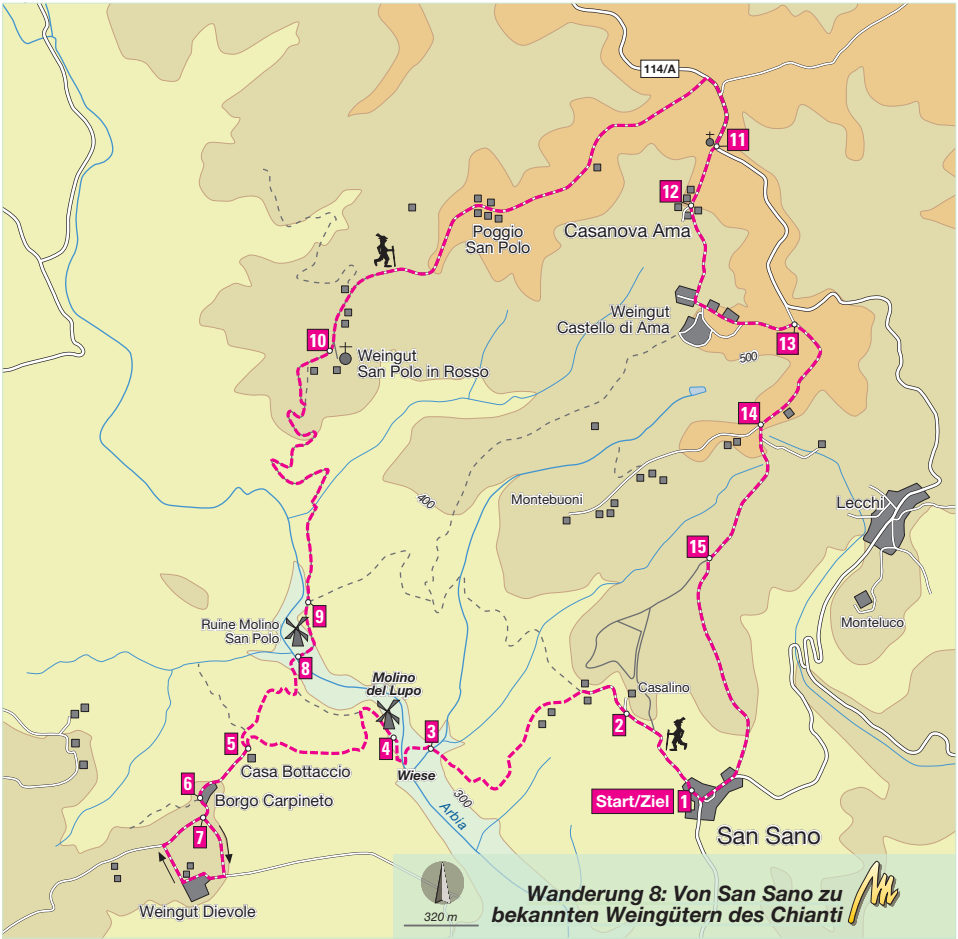 114/A
11
12
Casanova Ama
Poggio
San Polo
Weingut
Castello di Ama
13
500
10
Weingut
San Polo in Rosso
14
400
Montebuoni
Lecchi
15
9
Ruine Molino
San Polo
Monteluco
8
Molino
del Lupo
Casalino
2
3
4
5
Wiese
Casa Bottaccio
6
Borgo Carpineto
300
Arbia
Start/Ziel
1
7
San Sano
Weingut Dievole
320 m
Wanderung 8: Von San Sano zu
bekannten Weingütern des Chianti